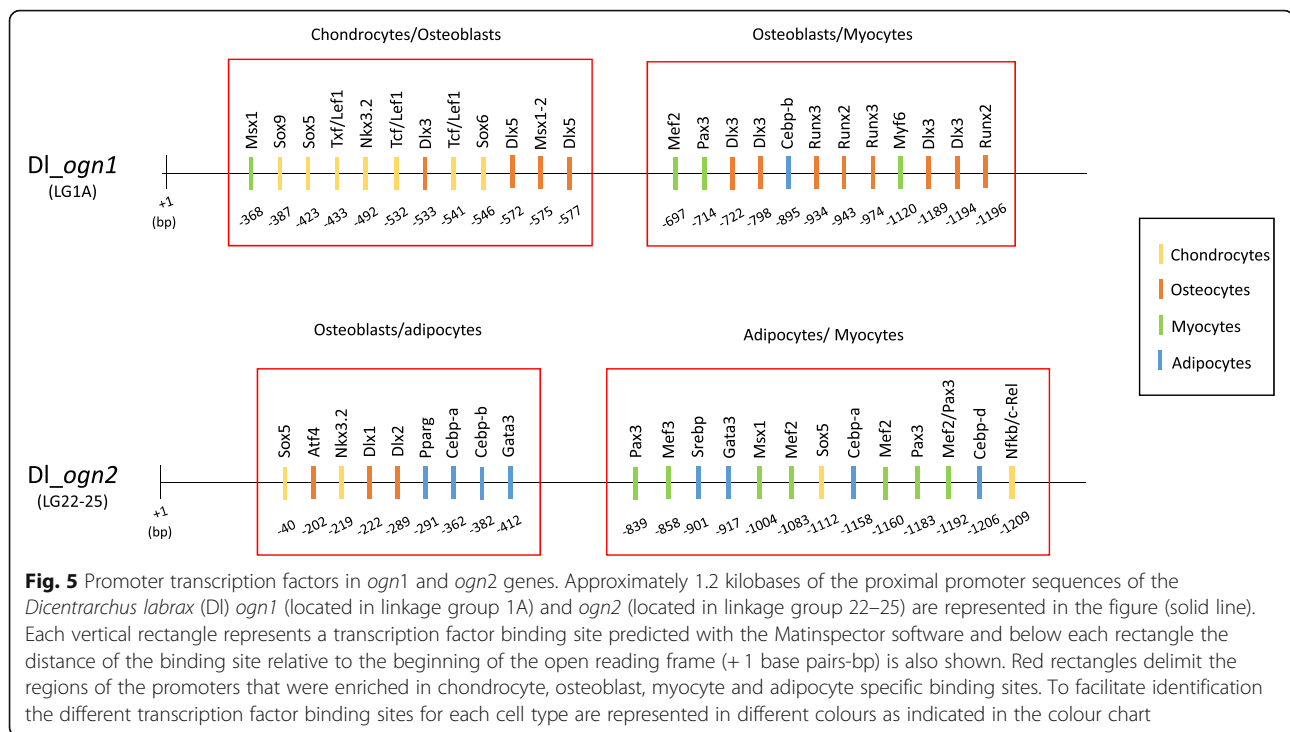 Chondrocytes/Osteoblasts
Osteoblasts/Myocytes
Msx1 Sox9 Sox5 Txf/Lef1 Nkx3.2 Tcf/Lef1 Dlx3 Tcf/Lef1 Sox6 Dlx5 Msx1-2 Dlx5
Mef2 Pax3 Dlx3 Dlx3 Cebp-b Runx3 Runx2 Runx3 Myf6 Dlx3 Dlx3 Runx2
Dl_ogn1
(LG1A)
+1
(bp)
-368 -387 -423 -433 -492 -532 -533 -541 -546 -572 -575 -577
-697 -714 -722 -798 -895 -934 -943 -974 -1120 -1189 -1194 -1196
Chondrocytes
Osteocytes
Myocytes
Adipocytes
Osteoblasts/adipocytes
Adipocytes/ Myocytes
Sox5 Atf4 Nkx3.2 Dlx1 Dlx2 Pparg Cebp-a Cebp-b Gata3
Pax3 Mef3 Srebp Gata3 Msx1 Mef2 Sox5 Cebp-a Mef2 Pax3 Mef2/Pax3 Cebp-d Nfkb/c-Rel
Dl_ogn2
(LG22-25)
+1
(bp)
-40 -202 -219 -222 -289 -291 -362 -382 -412
-839 -858 -901 -917 -1004 -1083 -1112 -1158 -1160 -1183 -1192 -1206 -1209
Fig. 5 Promoter transcription factors in ogn1 and ogn2 genes. Approximately 1.2 kilobases of the proximal promoter sequences of the
Dicentrarchus labrax (Dl) ogn1 (located in linkage group 1A) and ogn2 (located in linkage group 22–25) are represented in the figure (solid line).
Each vertical rectangle represents a transcription factor binding site predicted with the Matinspector software and below each rectangle the
distance of the binding site relative to the beginning of the open reading frame (+ 1 base pairs-bp) is also shown. Red rectangles delimit the
regions of the promoters that were enriched in chondrocyte, osteoblast, myocyte and adipocyte specific binding sites. To facilitate identification
the different transcription factor binding sites for each cell type are represented in different colours as indicated in the colour chart